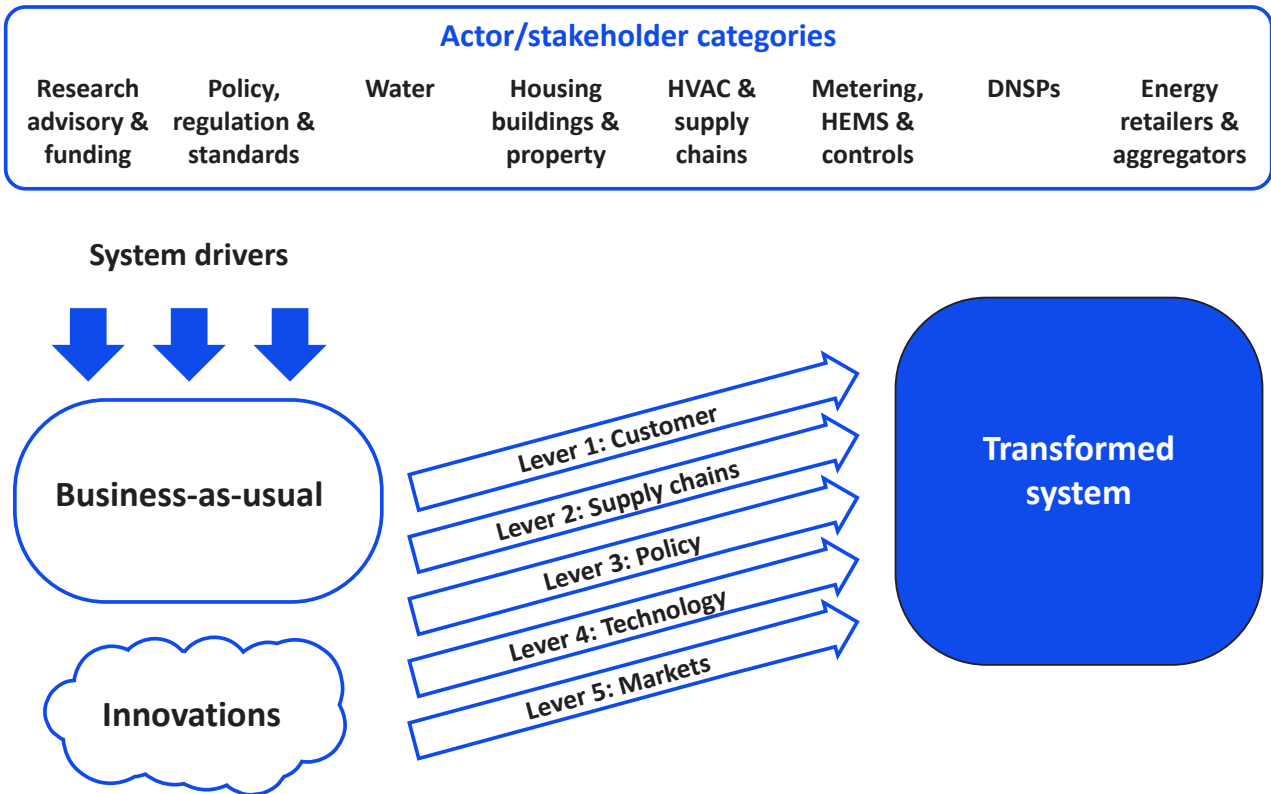 Actor/stakeholder categories
Research
advisory &
funding
Policy,
regulation &
standards
Water
Housing
buildings &
property
HVAC &
supply
chains
Metering,
HEMS &
controls
DNSPs
Energy
retailers &
aggregators
System drivers
Business-as-usual
Innovations
Lever 1: Customer
Lever 2: Supply chains
Lever 3: Policy
Lever 4: Technology
Lever 5: Markets
Transformed
system